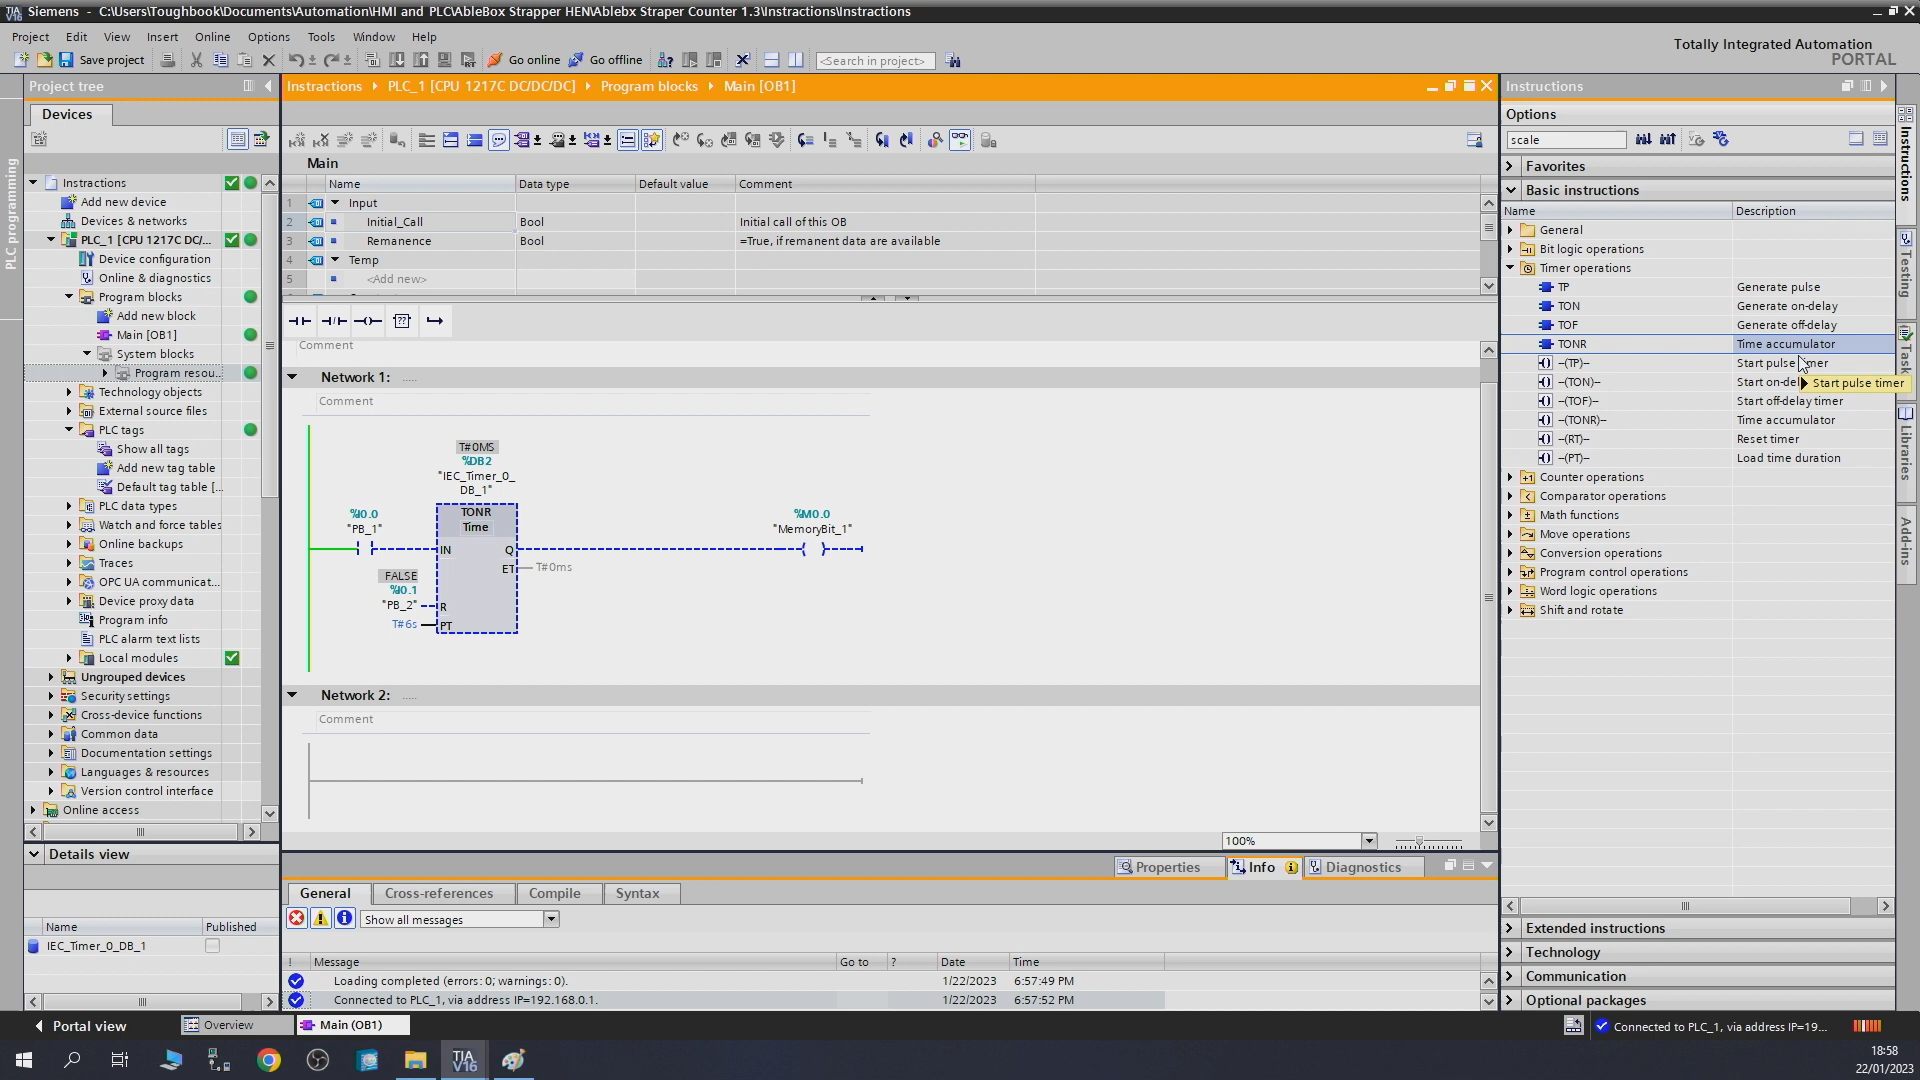 Siemens - C:\Users\Toughbook\Documents\Automation\HMI and PLC\AbleBox Strapper HEN\Ablebx Straper Counter 1.3\Instractions\Instractions
Project Edit View Insert Online Options Tools Window Help
Totally Integrated Automation
PORTAL
Save project
Go online
Go offline
<Search in project>
Project tree
Devices
PLC programming
Instractions
Add new device
Devices & networks
PLC_1 [CPU 1217C DC/...
Device configuration
Online & diagnostics
Program blocks
Add new block
Main [OB1]
System blocks
Program resou...
Technology objects
External source files
PLC tags
Show all tags
Add new tag table
Default tag table [...
PLC data types
Watch and force tables
Online backups
Traces
OPC UA communicat...
Device proxy data
Program info
PLC alarm text lists
Local modules
Ungrouped devices
Security settings
Cross-device functions
Common data
Documentation settings
Languages & resources
Version control interface
Online access
Details view
Name Published
IEC_Timer_0_DB_1
Instractions PLC_1 [CPU 1217C DC/DC/DC] Program blocks Main [OB1]
Main
Name Data type Default value Comment
1 Input
2 Initial_Call Bool Initial call of this OB
3 Remanence Bool =True, if remanent data are available
4 Temp
5 <Add new>
Comment
Network 1: .....
Comment
T#0MS
%DB2
"IEC_Timer_0_
DB_1"
TONR
Time
%I0.0
"PB_1"
IN
Q
ET
T#0ms
FALSE
%I0.1
"PB_2"
R
T#6s
PT
%M0.0
"MemoryBit_1"
Network 2: .....
Comment
100%
Properties
Info
Diagnostics
General Cross-references Compile Syntax
Show all messages
! Message Go to ? Date Time
Loading completed (errors: 0; warnings: 0). 1/22/2023 6:57:49 PM
Connected to PLC_1, via address IP=192.168.0.1. 1/22/2023 6:57:52 PM
Instructions
Options
scale
Favorites
Basic instructions
Name Description
General
Bit logic operations
Timer operations
TP Generate pulse
TON Generate on-delay
TOF Generate off-delay
TONR Time accumulator
-(TP)- Start pulse timer
-(TON)- Start on-del
Start pulse timer
-(TOF)- Start off-delay timer
-(TONR)- Time accumulator
-(RT)- Reset timer
-(PT)- Load time duration
Counter operations
Comparator operations
Math functions
Move operations
Conversion operations
Program control operations
Word logic operations
Shift and rotate
Extended instructions
Technology
Communication
Optional packages
Instructions
Testing
Task
Libraries
Add-ins
Portal view
Overview
Main (OB1)
Connected to PLC_1, via address IP=19...
TIA
V16
18:58
22/01/2023